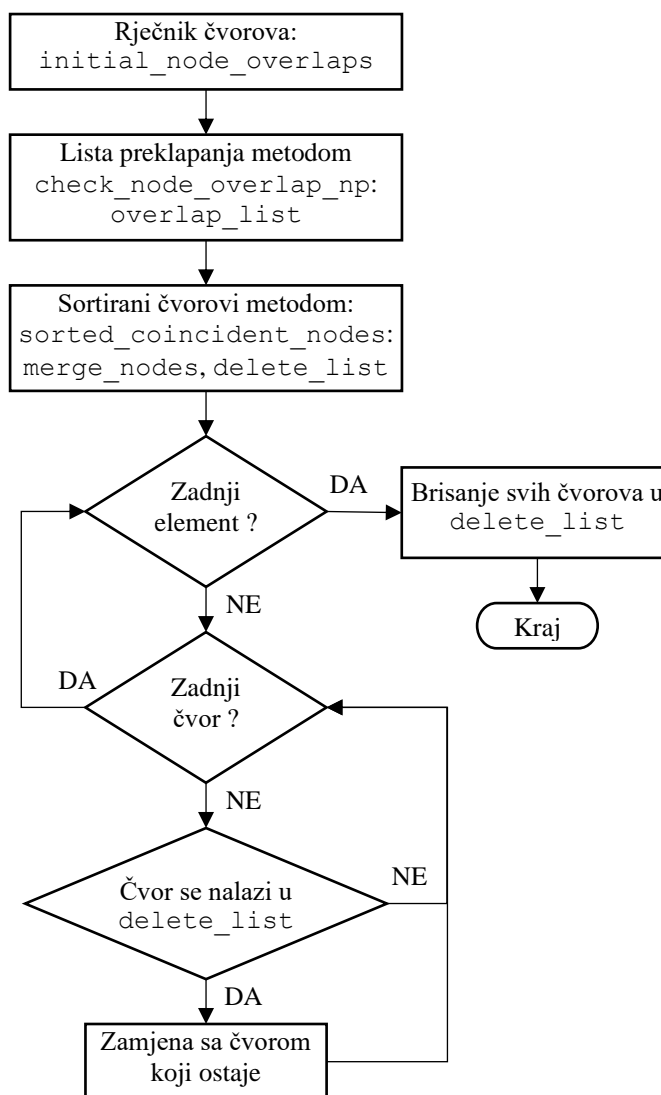 Rječnik čvorova:
initial_node_overlaps
Lista preklapanja metodom
check_node_overlap_np:
overlap_list
Sortirani čvorovi metodom:
sorted_coincident_nodes:
merge_nodes, delete_list
Zadnji
element ?
DA
Brisanje svih čvorova u
delete_list
NE
Kraj
DA
Zadnji
čvor ?
NE
Čvor se nalazi u
delete_list
NE
DA
Zamjena sa čvorom
koji ostaje